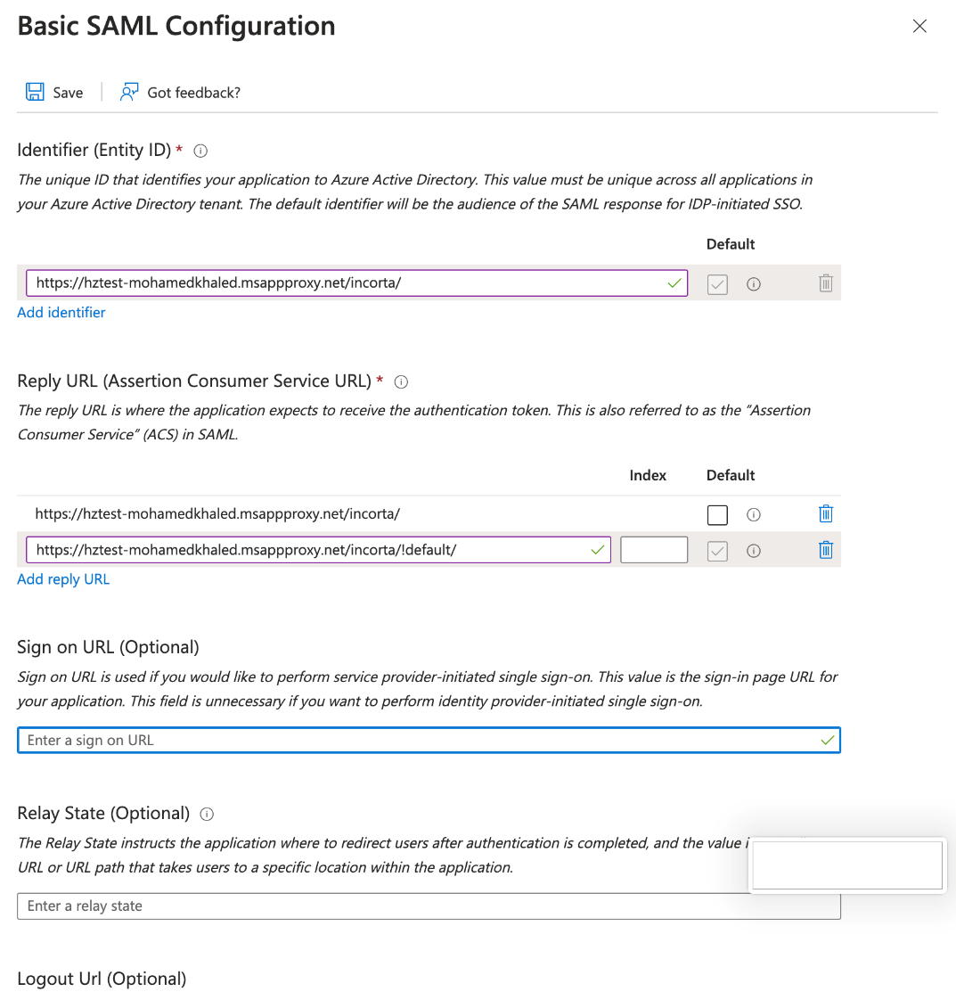 Basic SAML Configuration
Save
Got feedback?
Identifier (Entity ID) *
The unique ID that identifies your application to Azure Active Directory. This value must be unique across all applications in
your Azure Active Directory tenant. The default identifier will be the audience of the SAML response for IDP-initiated SSO.
Default
https://hztest-mohamedkhaled.msappproxy.net/incorta/
Add identifier
Reply URL (Assertion Consumer Service URL) *
The reply URL is where the application expects to receive the authentication token. This is also referred to as the “Assertion
Consumer Service” (ACS) in SAML.
Index Default
https://hztest-mohamedkhaled.msappproxy.net/incorta/
https://hztest-mohamedkhaled.msappproxy.net/incorta/!default/
Add reply URL
Sign on URL (Optional)
Sign on URL is used if you would like to perform service provider-initiated single sign-on. This value is the sign-in page URL for
your application. This field is unnecessary if you want to perform identity provider-initiated single sign-on.
Enter a sign on URL
Relay State (Optional)
The Relay State instructs the application where to redirect users after authentication is completed, and the value
URL or URL path that takes users to a specific location within the application.
Enter a relay state
Logout Url (Optional)